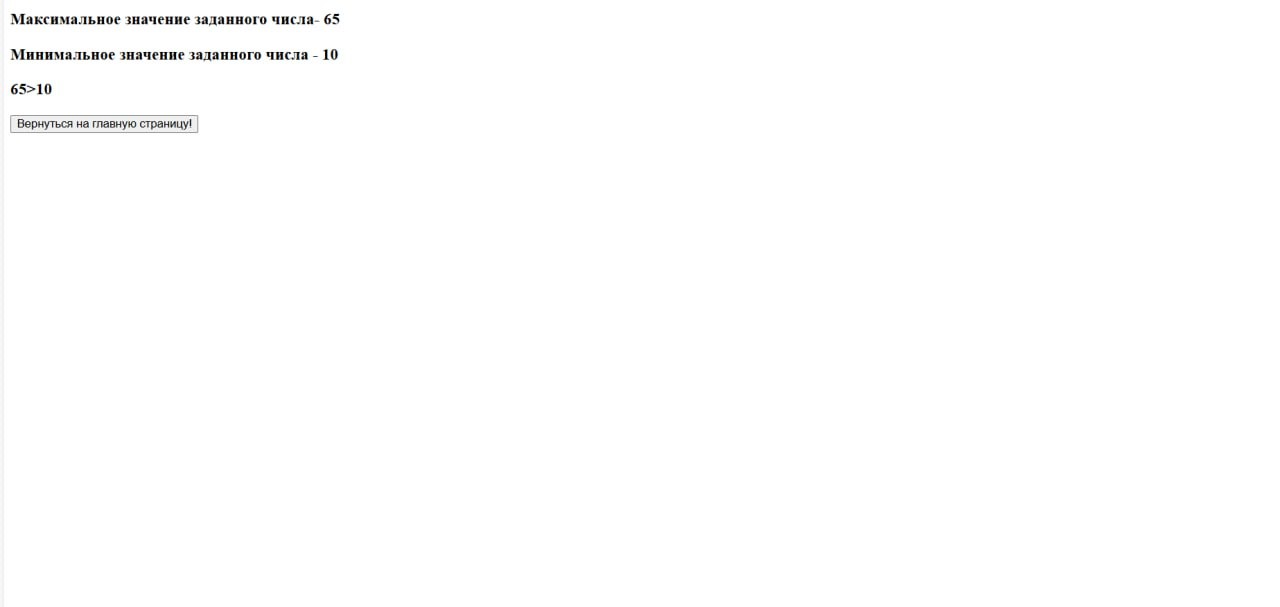 Максимальное значение заданного числа- 65
Минимальное значение заданного числа - 10
65>10
Вернуться на главную страницу!